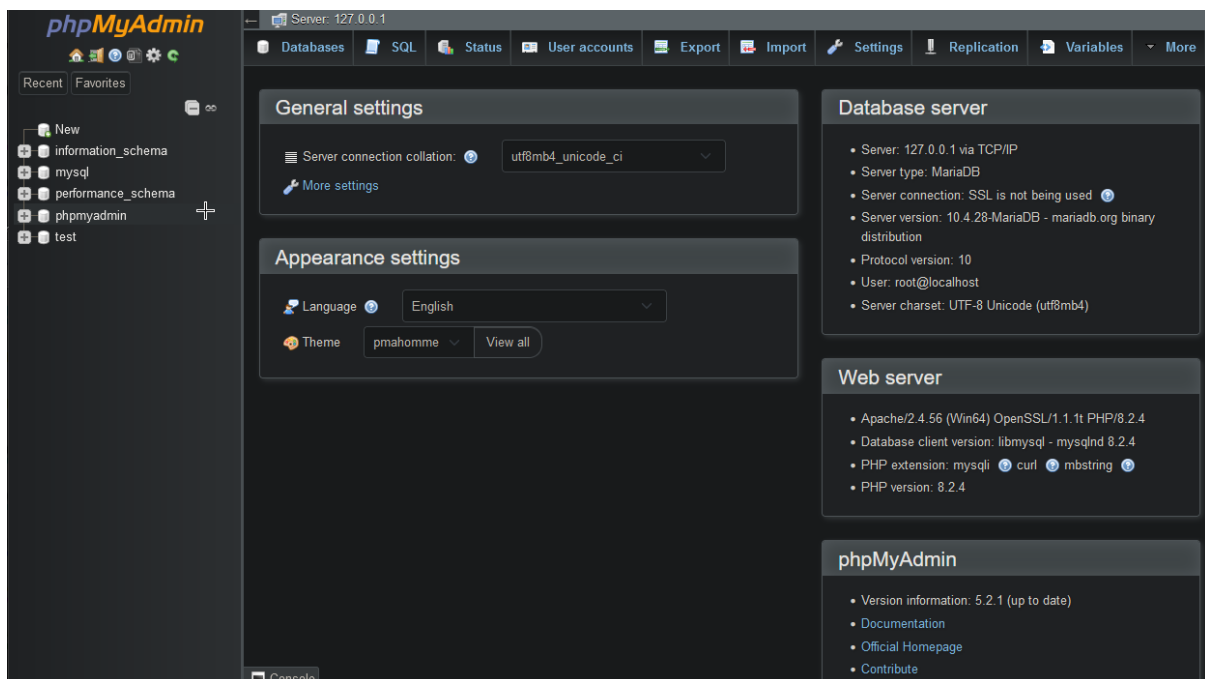 phpMyAdmin
Recent Favorites
New
information_schema
mysql
performance_schema
phpmyadmin
test
Server: 127.0.0.1
Databases SQL Status User accounts Export Import Settings Replication Variables More
General settings
Server connection collation: utf8mb4_unicode_ci
More settings
Appearance settings
Language English
Theme pmahomme View all
Database server
Server: 127.0.0.1 via TCP/IP
Server type: MariaDB
Server connection: SSL is not being used
Server version: 10.4.28-MariaDB - mariadb.org binary
distribution
Protocol version: 10
User: root@localhost
Server charset: UTF-8 Unicode (utf8mb4)
Web server
Apache/2.4.56 (Win64) OpenSSL/1.1.1t PHP/8.2.4
Database client version: libmysql - mysqlnd 8.2.4
PHP extension: mysqli curl mbstring
PHP version: 8.2.4
phpMyAdmin
Version information: 5.2.1 (up to date)
Documentation
Official Homepage
Contribute
Console